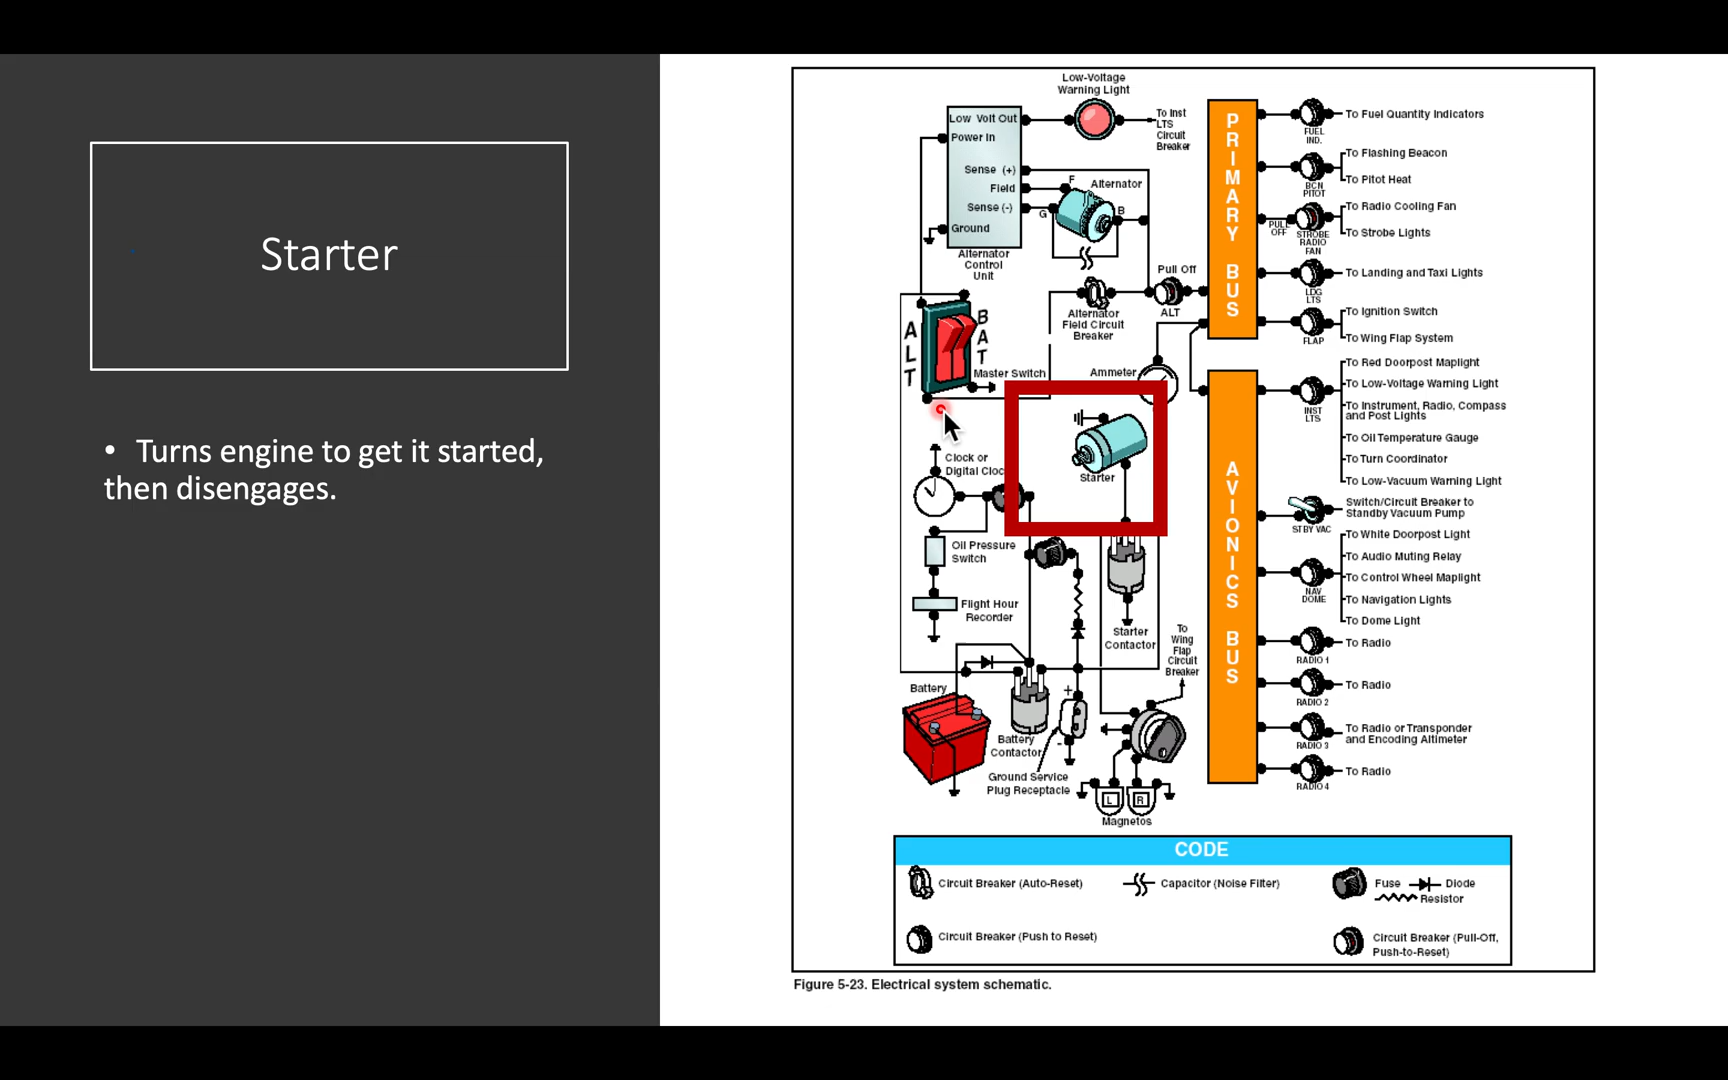 Starter
• Turns engine to get it started,
then disengages.
Low-Voltage
Warning Light
Low Volt Out
Power In
Sense (+)
Field
Sense (-)
Ground
Alternator
Control
Unit
To Inst
LTS
Circuit
Breaker
F
Alternator
G
B
Pull Off
ALT
Alternator
Field Circuit
Breaker
ALT
BAT
Master Switch
Ammeter
Starter
Clock or
Digital Cloc
Oil Pressure
Switch
Flight Hour
Recorder
Starter
Contactor
To
Wing
Flap
Circuit
Breaker
Battery
+
-
Battery
Contactor
Ground Service
Plug Receptacle
L
R
Magnetos
PRIMARY BUS
AVIONICS BUS
FUEL
IND.
To Fuel Quantity Indicators
BCN
PITOT
To Flashing Beacon
To Pitot Heat
PULL
OFF
STROBE
RADIO
FAN
To Radio Cooling Fan
To Strobe Lights
LDG
LTS
To Landing and Taxi Lights
FLAP
To Ignition Switch
To Wing Flap System
INST
LTS
To Red Doorpost Maplight
To Low-Voltage Warning Light
To Instrument, Radio, Compass
and Post Lights
To Oil Temperature Gauge
To Turn Coordinator
To Low-Vacuum Warning Light
STBY VAC
Switch/Circuit Breaker to
Standby Vacuum Pump
NAV
DOME
To White Doorpost Light
To Audio Muting Relay
To Control Wheel Maplight
To Navigation Lights
To Dome Light
RADIO 1
To Radio
RADIO 2
To Radio
RADIO 3
To Radio or Transponder
and Encoding Altimeter
RADIO 4
To Radio
CODE
Circuit Breaker (Auto-Reset)
Capacitor (Noise Filter)
Fuse
Diode
Resistor
Circuit Breaker (Push to Reset)
Circuit Breaker (Pull-Off,
Push-to-Reset)
Figure 5-23. Electrical system schematic.